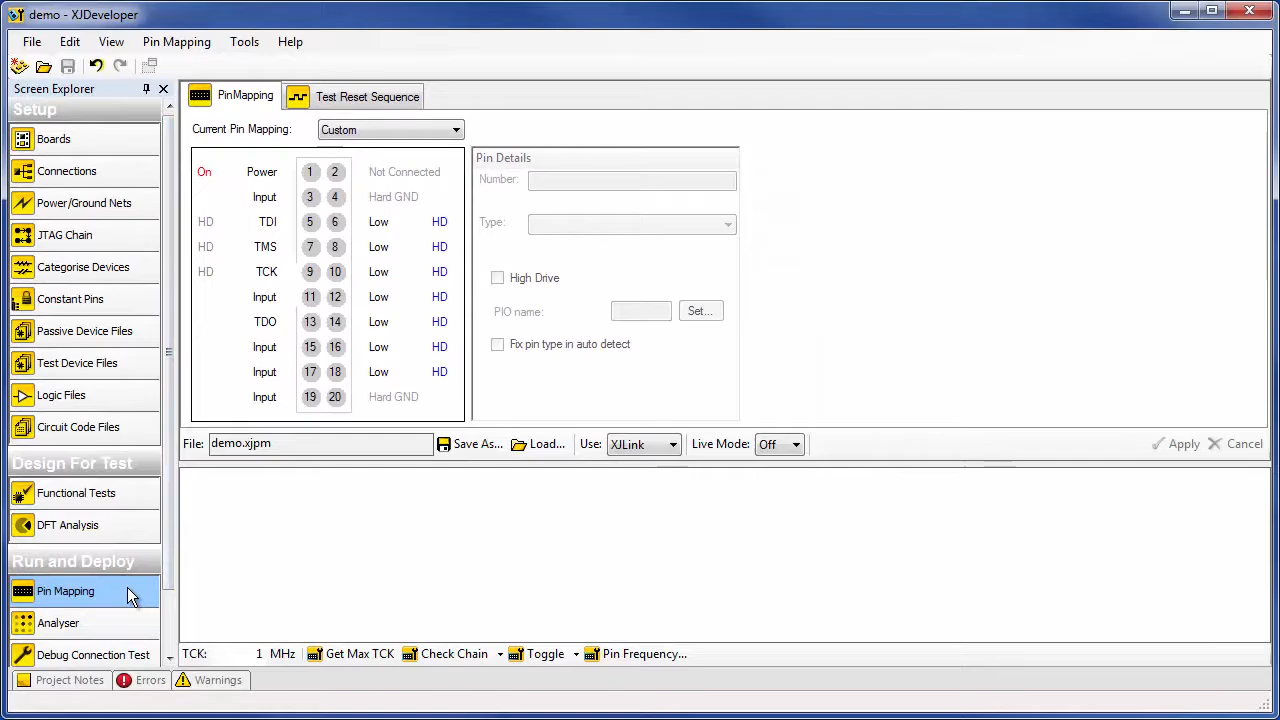 demo - XJDeveloper
File Edit View Pin Mapping Tools Help
Screen Explorer
Setup
Boards
Connections
Power/Ground Nets
JTAG Chain
Categorise Devices
Constant Pins
Passive Device Files
Test Device Files
Logic Files
Circuit Code Files
Design For Test
Functional Tests
DFT Analysis
Run and Deploy
Pin Mapping
Analyser
Debug Connection Test
PinMapping Test Reset Sequence
Current Pin Mapping: Custom
On Power 1 2 Not Connected
Input 3 4 Hard GND
HD TDI 5 6 Low HD
HD TMS 7 8 Low HD
HD TCK 9 10 Low HD
Input 11 12 Low HD
TDO 13 14 Low HD
Input 15 16 Low HD
Input 17 18 Low HD
Input 19 20 Hard GND
Pin Details
Number:
Type:
High Drive
PIO name: Set...
Fix pin type in auto detect
File: demo.xjpm Save As... Load... Use: XJLink Live Mode: Off Apply Cancel
TCK: 1 MHz Get Max TCK Check Chain Toggle Pin Frequency...
Project Notes Errors Warnings